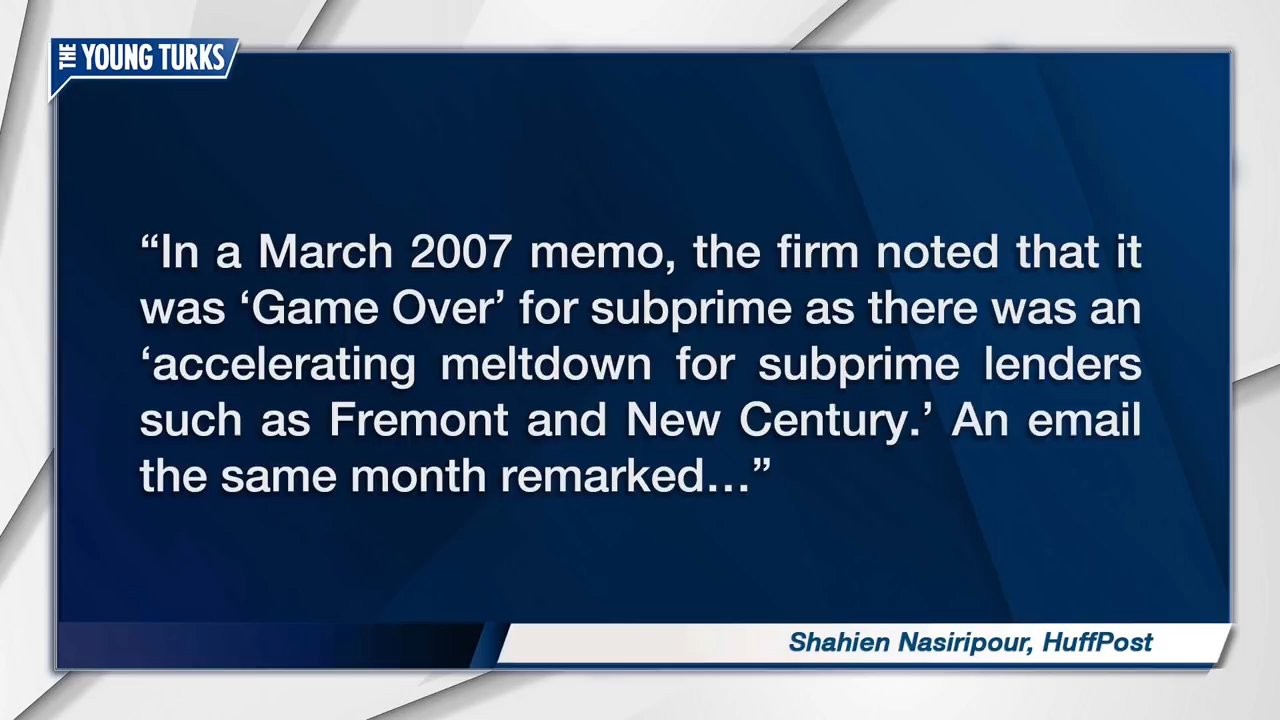 THE YOUNG TURKS
“In a March 2007 memo, the firm noted that it
was ‘Game Over’ for subprime as there was an
‘accelerating meltdown for subprime lenders
such as Fremont and New Century.’ An email
the same month remarked…”
Shahien Nasiripour, HuffPost